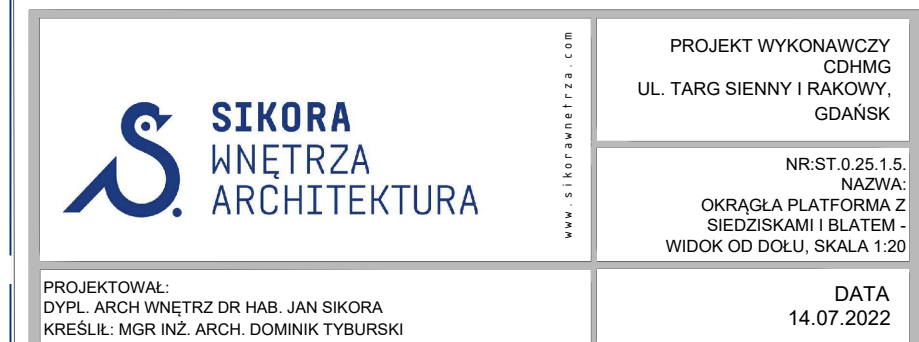 SIKORA
WNĘTRZA
ARCHITEKTURA
www.sikorawnetrza.com
PROJEKT WYKONAWCZY
CDHMG
UL. TARG SIENNY I RAKOWY,
GDAŃSK
NR:ST.0.25.1.5.
NAZWA:
OKRĄGŁA PLATFORMA Z
SIEDZISKAMI I BLATEM -
WIDOK OD DOŁU, SKALA 1:20
PROJEKTOWAŁ:
DYPL. ARCH WNĘTRZ DR HAB. JAN SIKORA
KREŚLIŁ: MGR INŻ. ARCH. DOMINIK TYBURSKI
DATA
14.07.2022